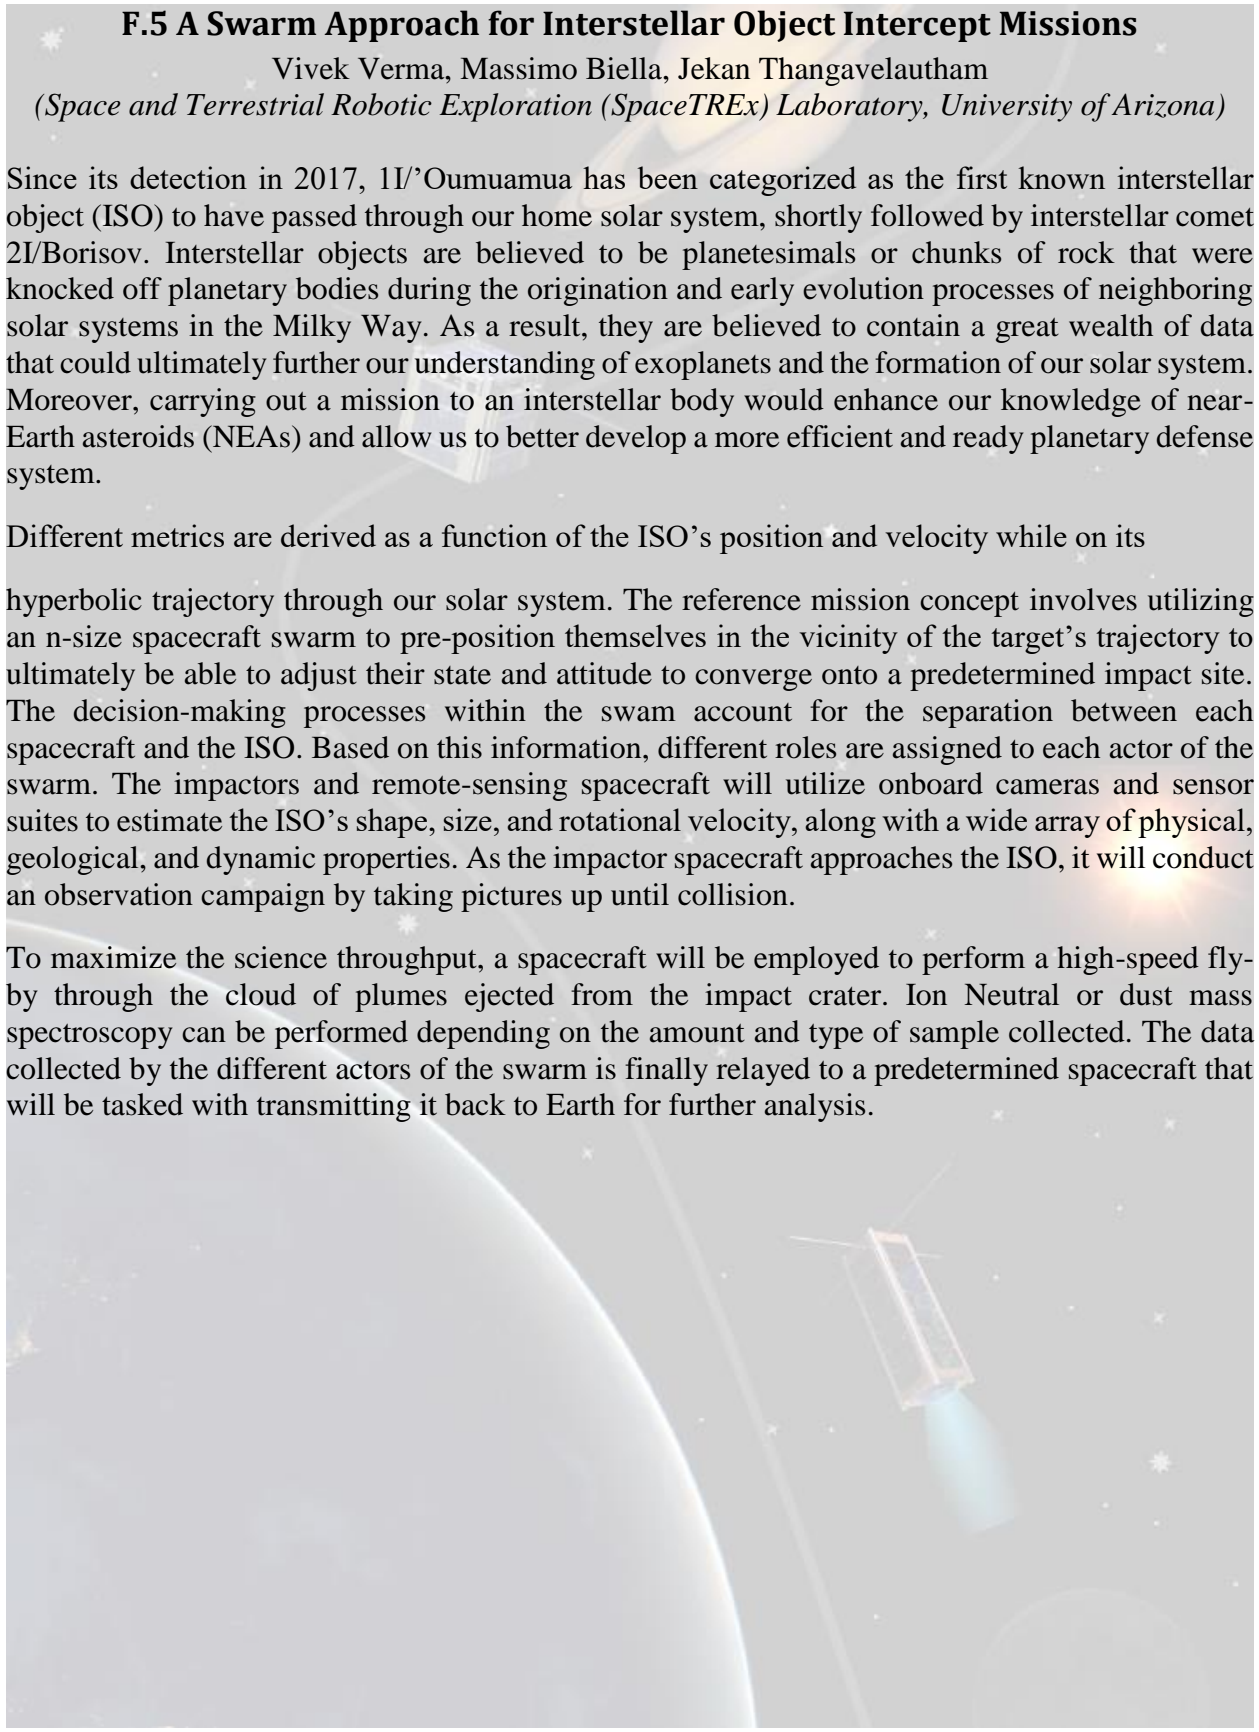 F.5 A Swarm Approach for Interstellar Object Intercept Missions
Vivek Verma, Massimo Biella, Jekan Thangavelautham
(Space and Terrestrial Robotic Exploration (SpaceTREx) Laboratory, University of Arizona)
Since its detection in 2017, 1I/’Oumuamua has been categorized as the first known interstellar
object (ISO) to have passed through our home solar system, shortly followed by interstellar comet
2I/Borisov. Interstellar objects are believed to be planetesimals or chunks of rock that were
knocked off planetary bodies during the origination and early evolution processes of neighboring
solar systems in the Milky Way. As a result, they are believed to contain a great wealth of data
that could ultimately further our understanding of exoplanets and the formation of our solar system.
Moreover, carrying out a mission to an interstellar body would enhance our knowledge of near-
Earth asteroids (NEAs) and allow us to better develop a more efficient and ready planetary defense
system.
Different metrics are derived as a function of the ISO’s position and velocity while on its
hyperbolic trajectory through our solar system. The reference mission concept involves utilizing
an n-size spacecraft swarm to pre-position themselves in the vicinity of the target’s trajectory to
ultimately be able to adjust their state and attitude to converge onto a predetermined impact site.
The decision-making processes within the swam account for the separation between each
spacecraft and the ISO. Based on this information, different roles are assigned to each actor of the
swarm. The impactors and remote-sensing spacecraft will utilize onboard cameras and sensor
suites to estimate the ISO’s shape, size, and rotational velocity, along with a wide array of physical,
geological, and dynamic properties. As the impactor spacecraft approaches the ISO, it will conduct
an observation campaign by taking pictures up until collision.
To maximize the science throughput, a spacecraft will be employed to perform a high-speed fly-
by through the cloud of plumes ejected from the impact crater. Ion Neutral or dust mass
spectroscopy can be performed depending on the amount and type of sample collected. The data
collected by the different actors of the swarm is finally relayed to a predetermined spacecraft that
will be tasked with transmitting it back to Earth for further analysis.